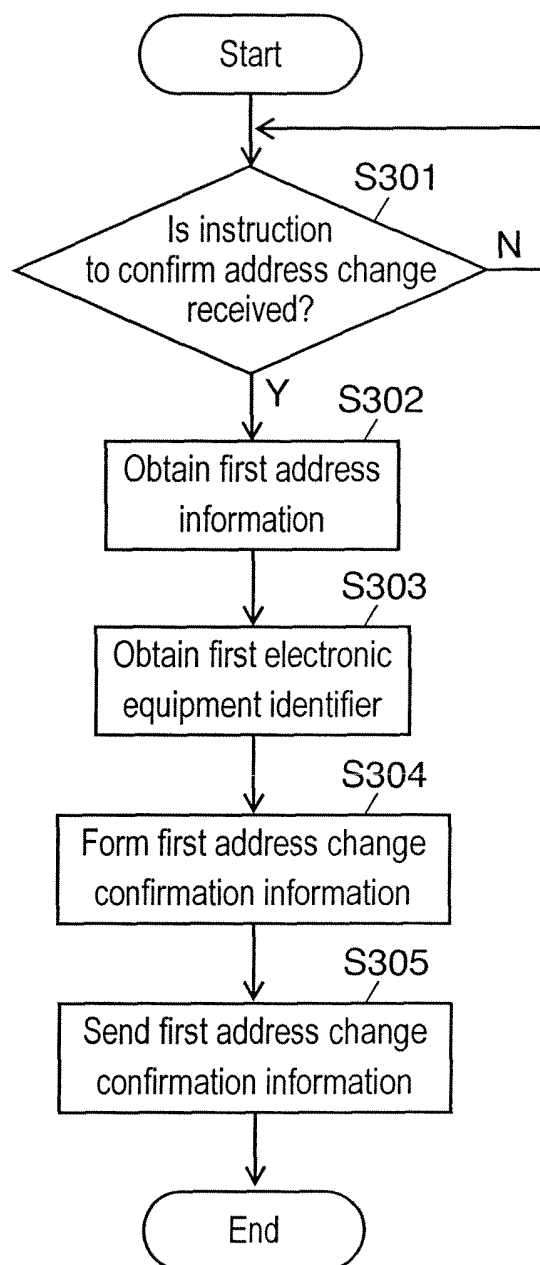 Start
S301
Is instruction
to confirm address change
received?
N
Y
S302
Obtain first address
information
S303
Obtain first electronic
equipment identifier
S304
Form first address change
confirmation information
S305
Send first address change
confirmation information
End